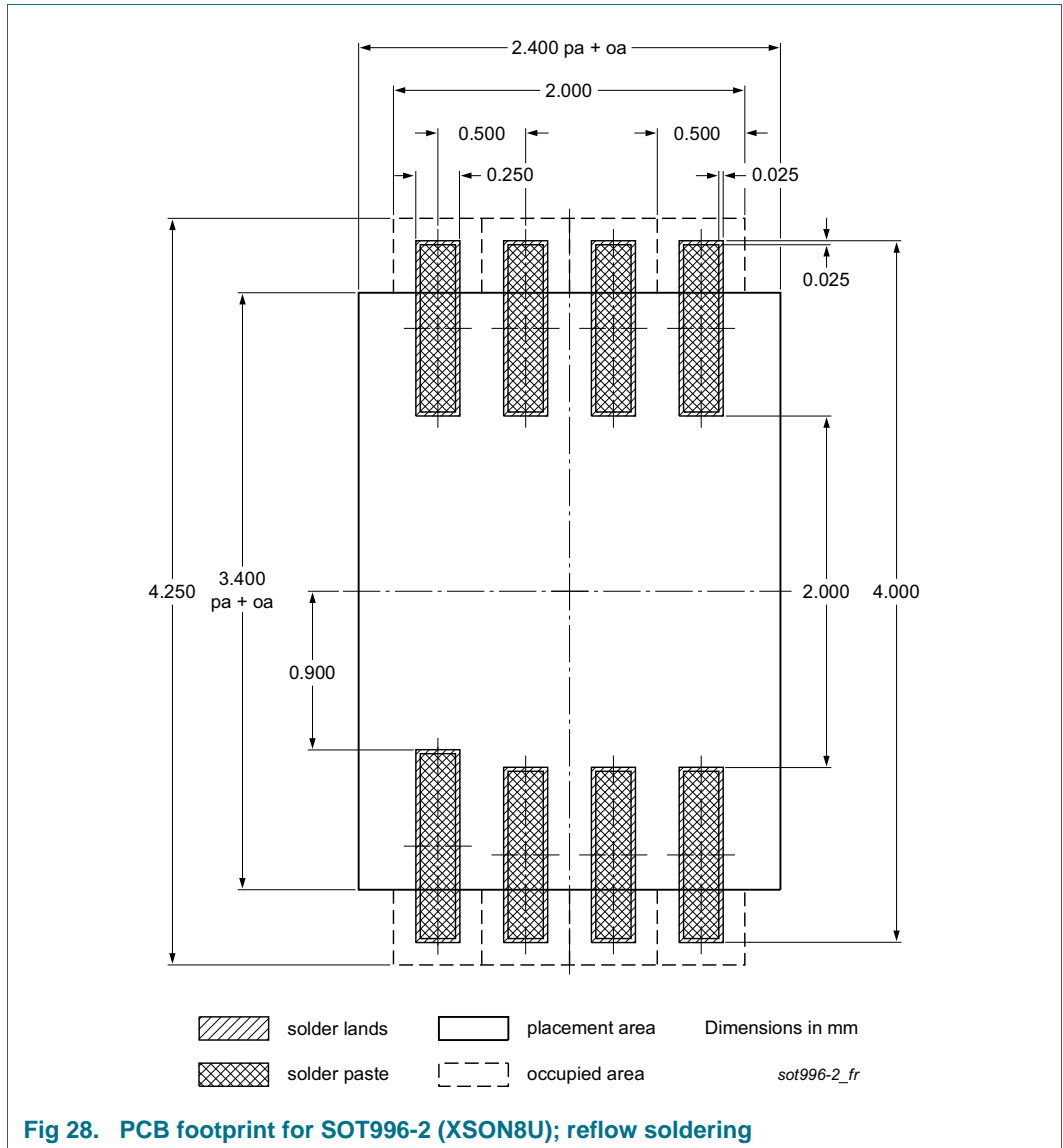 2.400 pa + oa
2.000
0.500
0.500
0.250
0.025
0.025
4.250
3.400
pa + oa
2.000
4.000
0.900
solder lands
placement area
Dimensions in mm
solder paste
occupied area
sot996-2_fr
Fig 28. PCB footprint for SOT996-2 (XSON8U); reflow soldering